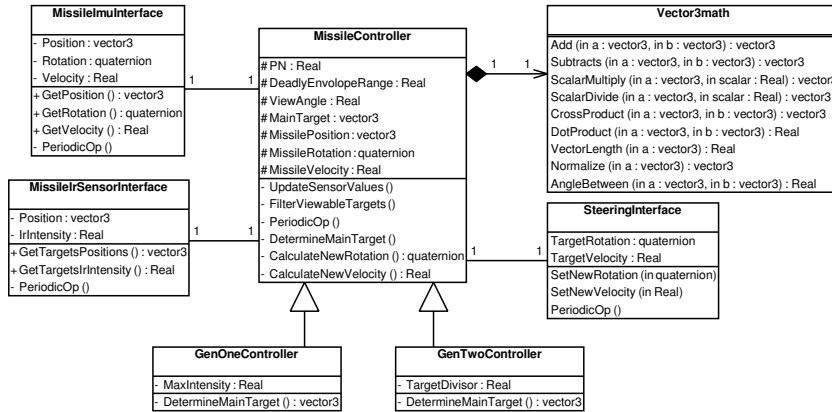 MissileImuInterface
- Position : vector3
- Rotation : quaternion
- Velocity : Real
+ GetPosition () : vector3
+ GetRotation () : quaternion
+ GetVelocity () : Real
- PeriodicOp ()
1 1
MissileController
# PN : Real
# DeadlyEnvolopeRange : Real
# ViewAngle : Real
# MainTarget : vector3
# MissilePosition : vector3
# MissileRotation : quaternion
# MissileVelocity : Real
- UpdateSensorValues ()
- FilterViewableTargets ()
- PeriodicOp ()
- DetermineMainTarget ()
- CalculateNewRotation () : quaternion
- CalculateNewVelocity () : Real
1 1
Vector3math
Add (in a : vector3, in b : vector3) : vector3
Subtracts (in a : vector3, in b : vector3) : vector3
ScalarMultiply (in a : vector3, in scalar : Real) : vector3
ScalarDivide (in a : vector3, in scalar : Real) : vector3
CrossProduct (in a : vector3, in b : vector3) : vector3
DotProduct (in a : vector3, in b : vector3) : Real
VectorLength (in a : vector3) : Real
Normalize (in a : vector3) : vector3
AngleBetween (in a : vector3, in b : vector3) : Real
MissileIrSensorInterface
- Position : vector3
- IrIntensity : Real
+ GetTargetsPositions () : vector3
+ GetTargetsIrIntensity () : Real
- PeriodicOp ()
1 1
1 1
SteeringInterface
TargetRotation : quaternion
TargetVelocity : Real
SetNewRotation (in quaternion)
SetNewVelocity (in Real)
PeriodicOp ()
GenOneController
- MaxIntensity : Real
- DetermineMainTarget () : vector3
GenTwoController
- TargetDivisor : Real
- DetermineMainTarget () : vector3